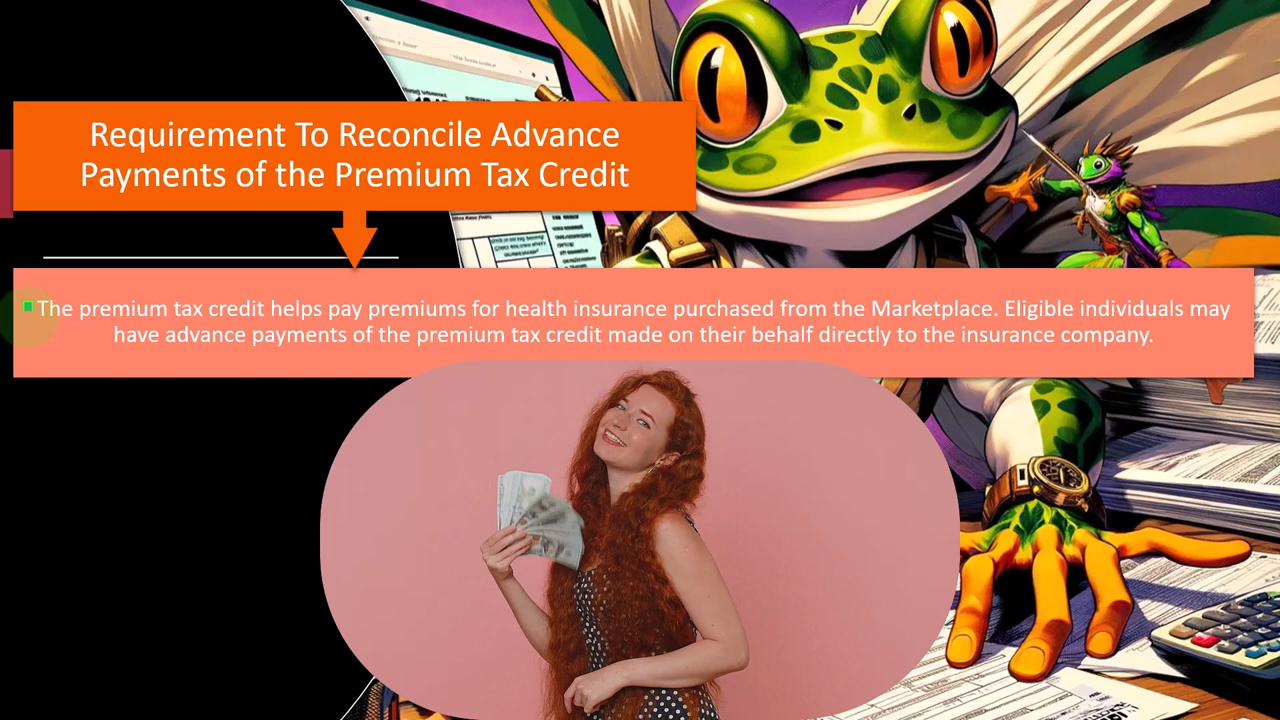 Requirement To Reconcile Advance
Payments of the Premium Tax Credit
The premium tax credit helps pay premiums for health insurance purchased from the Marketplace. Eligible individuals may
have advance payments of the premium tax credit made on their behalf directly to the insurance company.